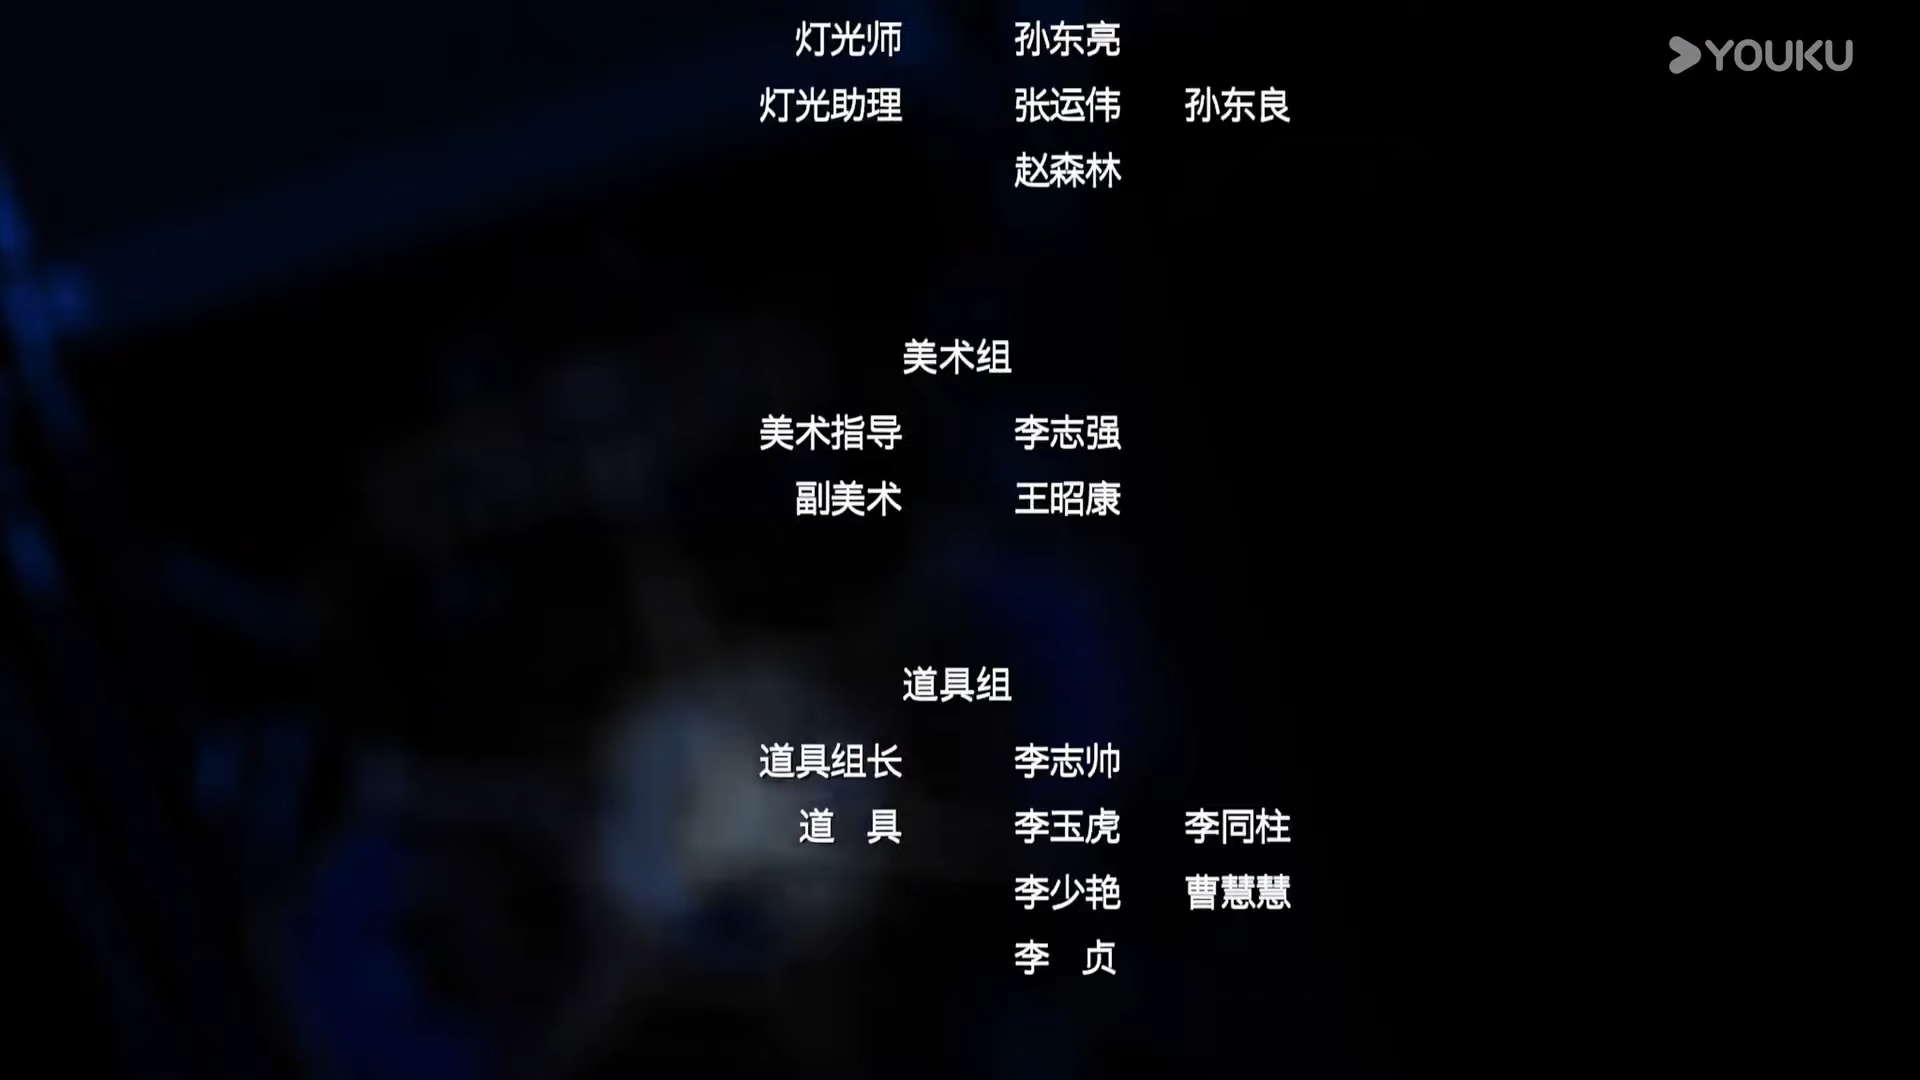 灯光师 孙东亮
YOUKU
灯光助理 张运伟 孙东良
赵森林
美术组
美术指导 李志强
副美术 王昭康
道具组
道具组长 李志帅
道 具 李玉虎 李同柱
李少艳 曹慧慧
李 贞